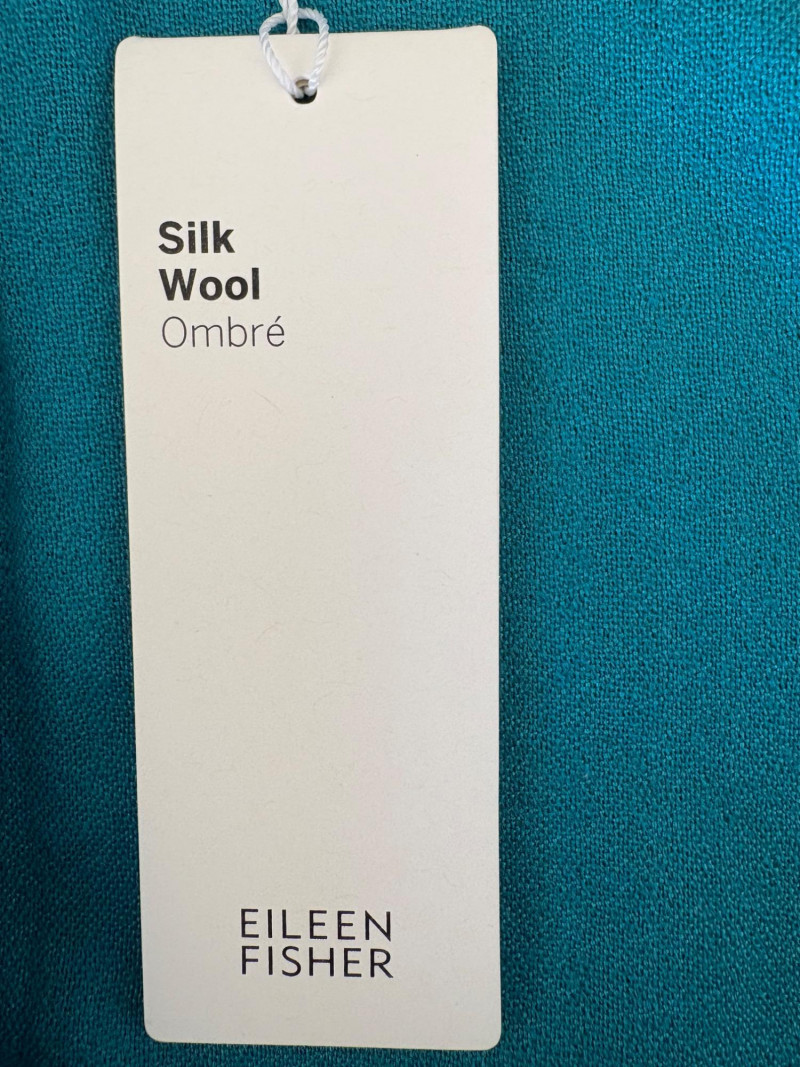 Silk
Wool
Ombré
EILEEN
FISHER